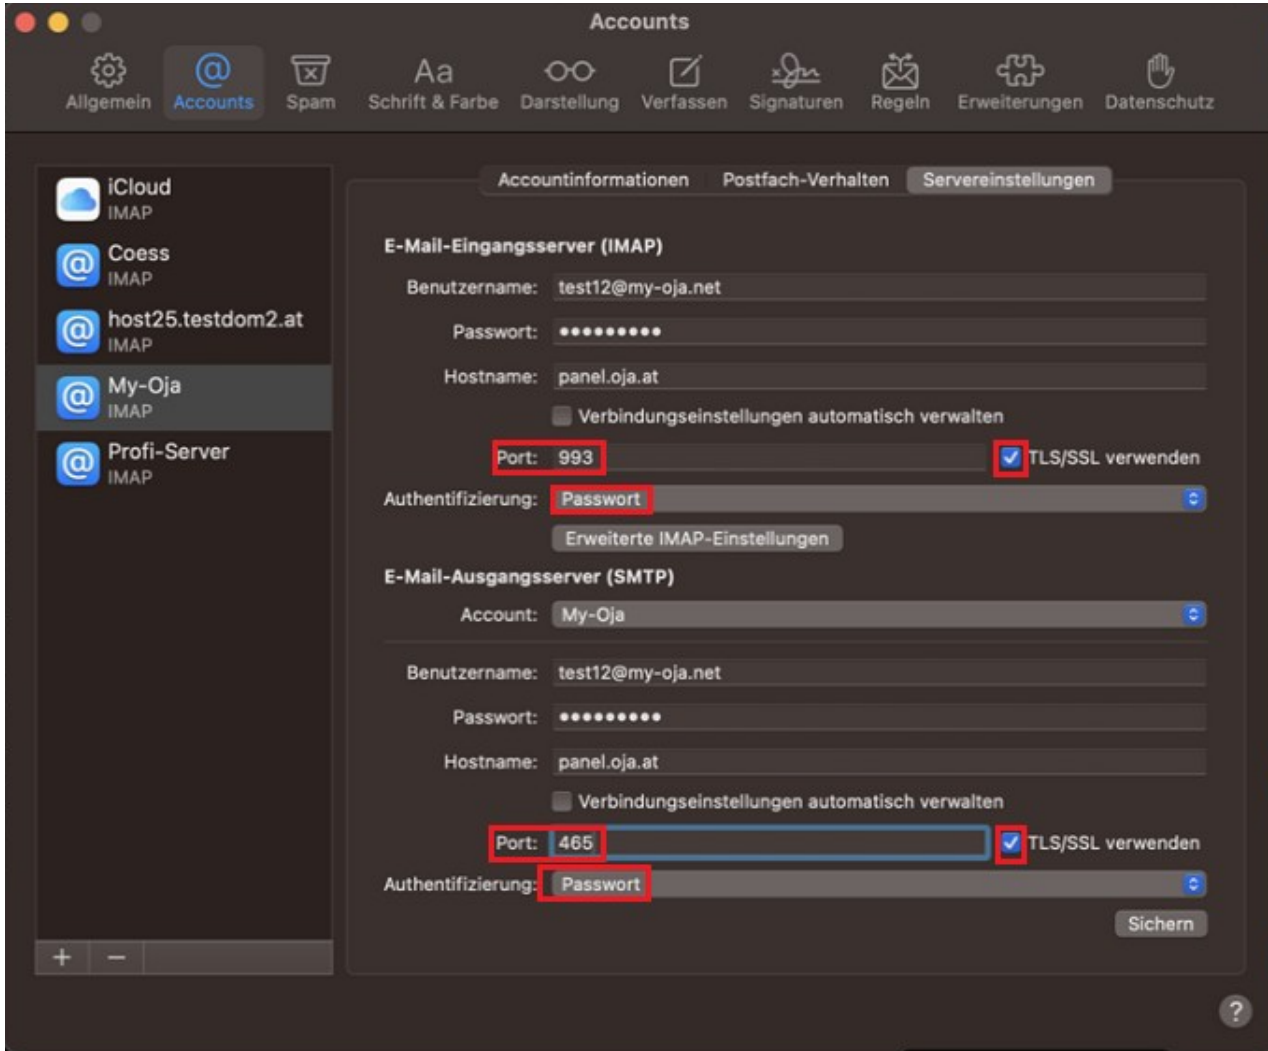 Accounts
Allgemein Accounts Spam Schrift & Farbe Darstellung Verfassen Signaturen Regeln Erweiterungen Datenschutz
iCloud
IMAP
Coess
IMAP
host25.testdom2.at
IMAP
My-Oja
IMAP
Profi-Server
IMAP
Accountinformationen Postfach-Verhalten Servereinstellungen
E-Mail-Eingangsserver (IMAP)
Benutzername: test12@my-oja.net
Passwort: •••••••••
Hostname: panel.oja.at
Verbindungseinstellungen automatisch verwalten
Port: 993 TLS/SSL verwenden
Authentifizierung: Passwort
Erweiterte IMAP-Einstellungen
E-Mail-Ausgangsserver (SMTP)
Account: My-Oja
Benutzername: test12@my-oja.net
Passwort: •••••••••
Hostname: panel.oja.at
Verbindungseinstellungen automatisch verwalten
Port: 465 TLS/SSL verwenden
Authentifizierung: Passwort
Sichern
+ −
?